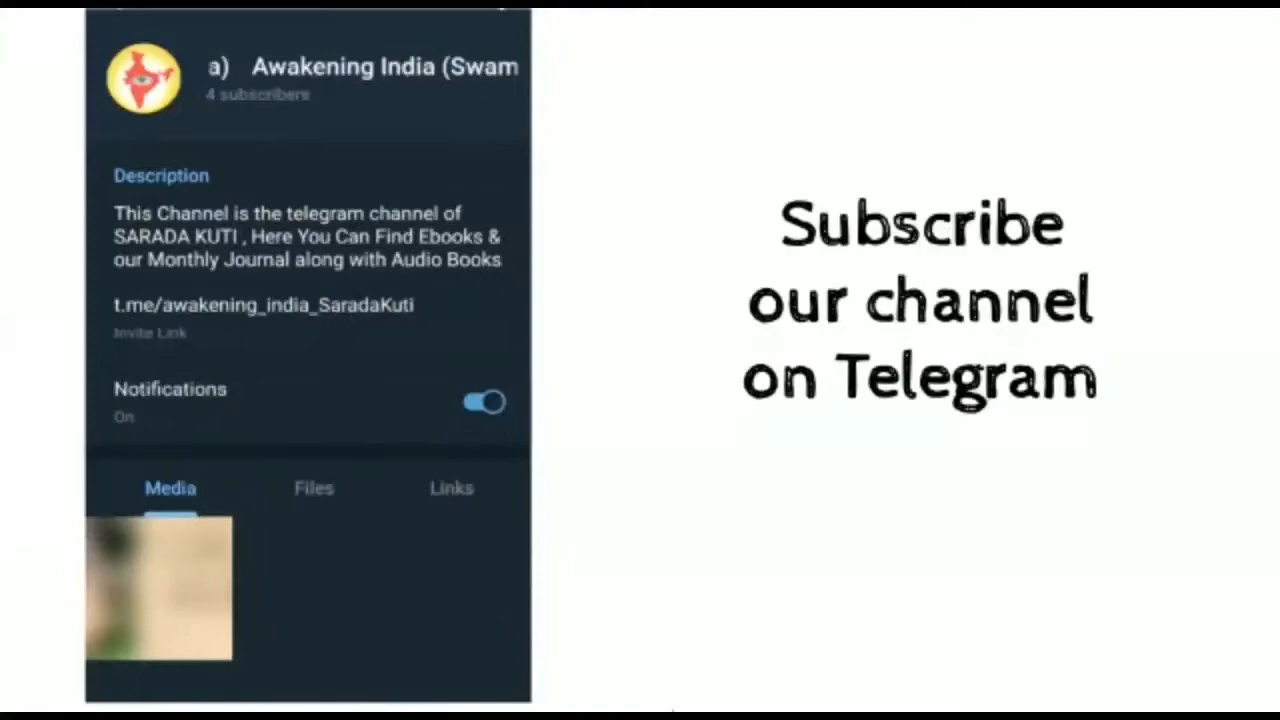 a) Awakening India (Swam
4 subscribers
Description
This Channel is the telegram channel of
SARADA KUTI , Here You Can Find Ebooks &
our Monthly Journal along with Audio Books
t.me/awakening_india_SaradaKuti
Invite Link
Notifications
On
Media Files Links
Subscribe
our channel
on Telegram